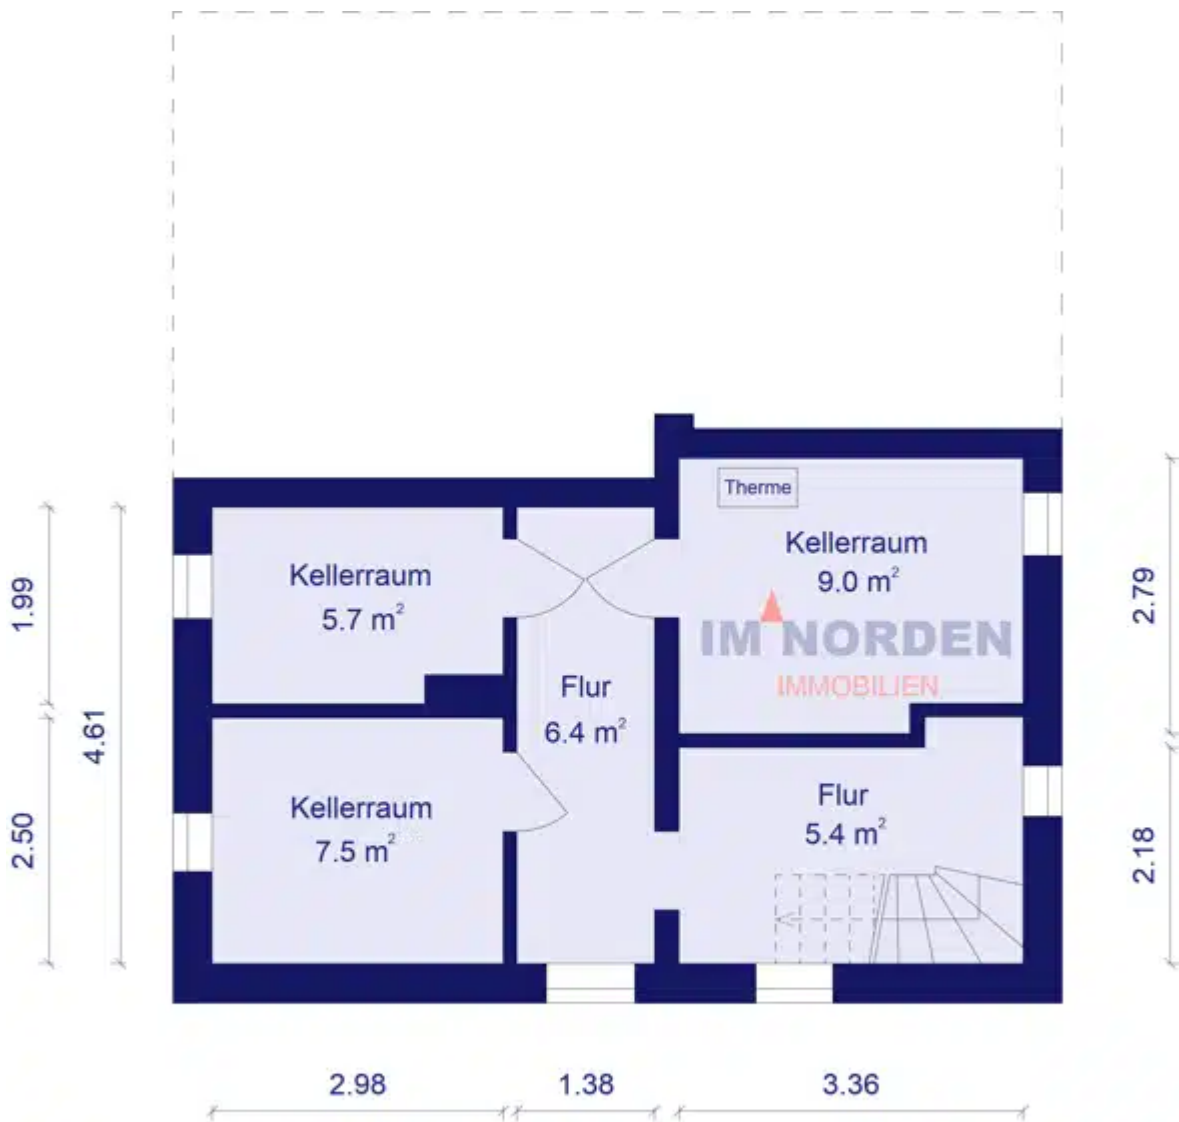 Therme
Kellerraum
9.0 m²
Kellerraum
5.7 m²
IM NORDEN
IMMOBILIEN
Flur
6.4 m²
Kellerraum
7.5 m²
Flur
5.4 m²
1.99
4.61
2.50
2.79
2.18
2.98
1.38
3.36